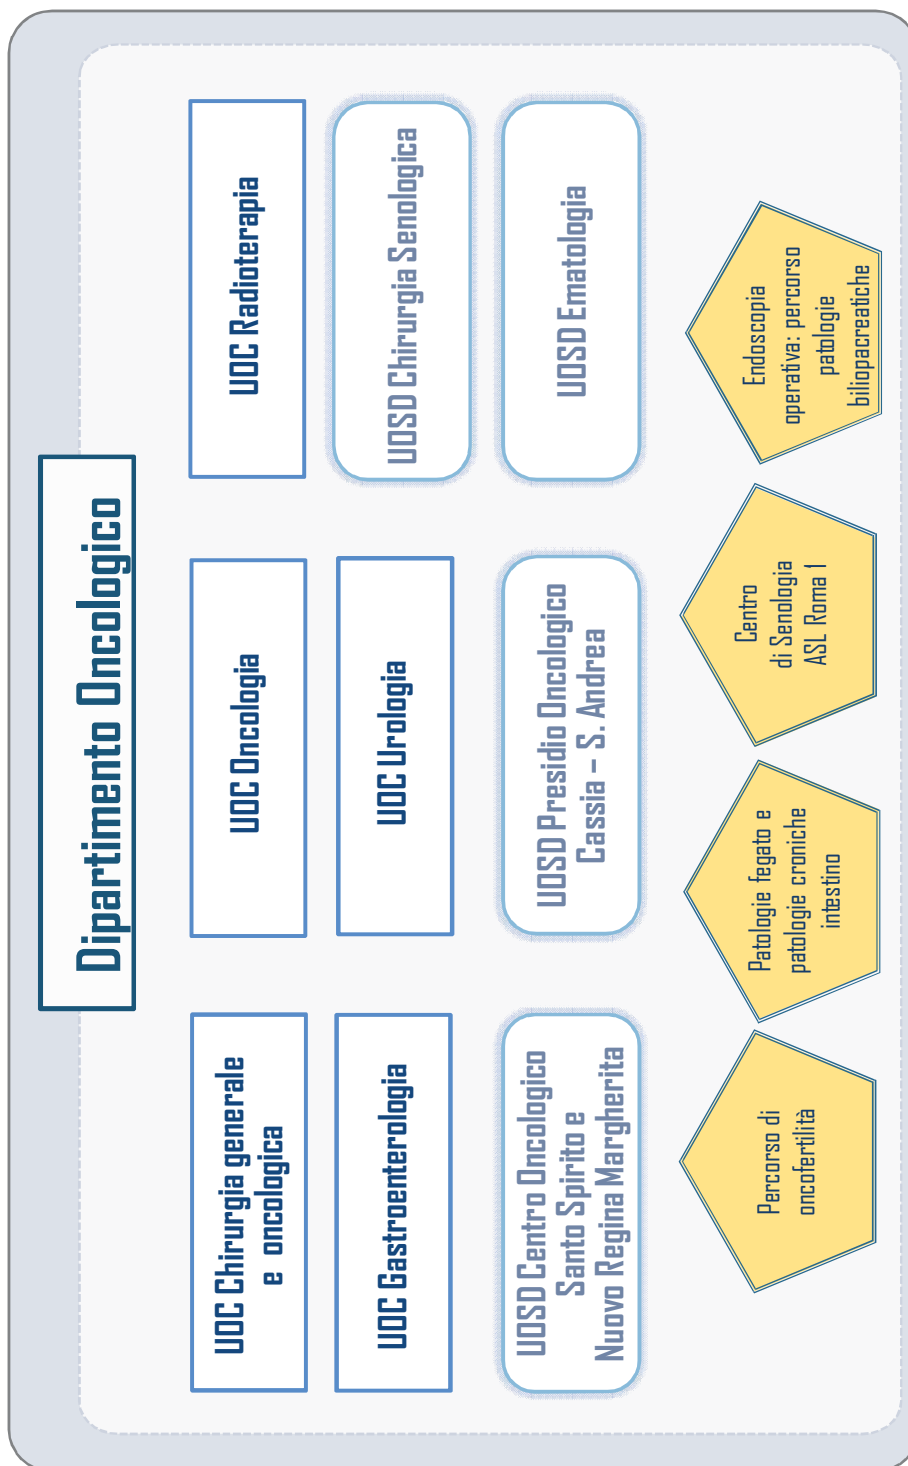 Dipartimento Oncologico
UOC Chirurgia generale
e oncologica
UOC Oncologia
UOC Radioterapia
UOC Gastroenterologia
UOC Urologia
UOSD Chirurgia Senologica
UOSD Centro Oncologico
Santo Spirito e
Nuovo Regina Margherita
UOSD Presidio Oncologico
Cassia – S. Andrea
UOSD Ematologia
Percorso di
oncofertilità
Patologie fegato e
patologie croniche
intestino
Centro
di Senologia
ASL Roma 1
Endoscopia
operativa: percorso
patologie
biliopacreatiche